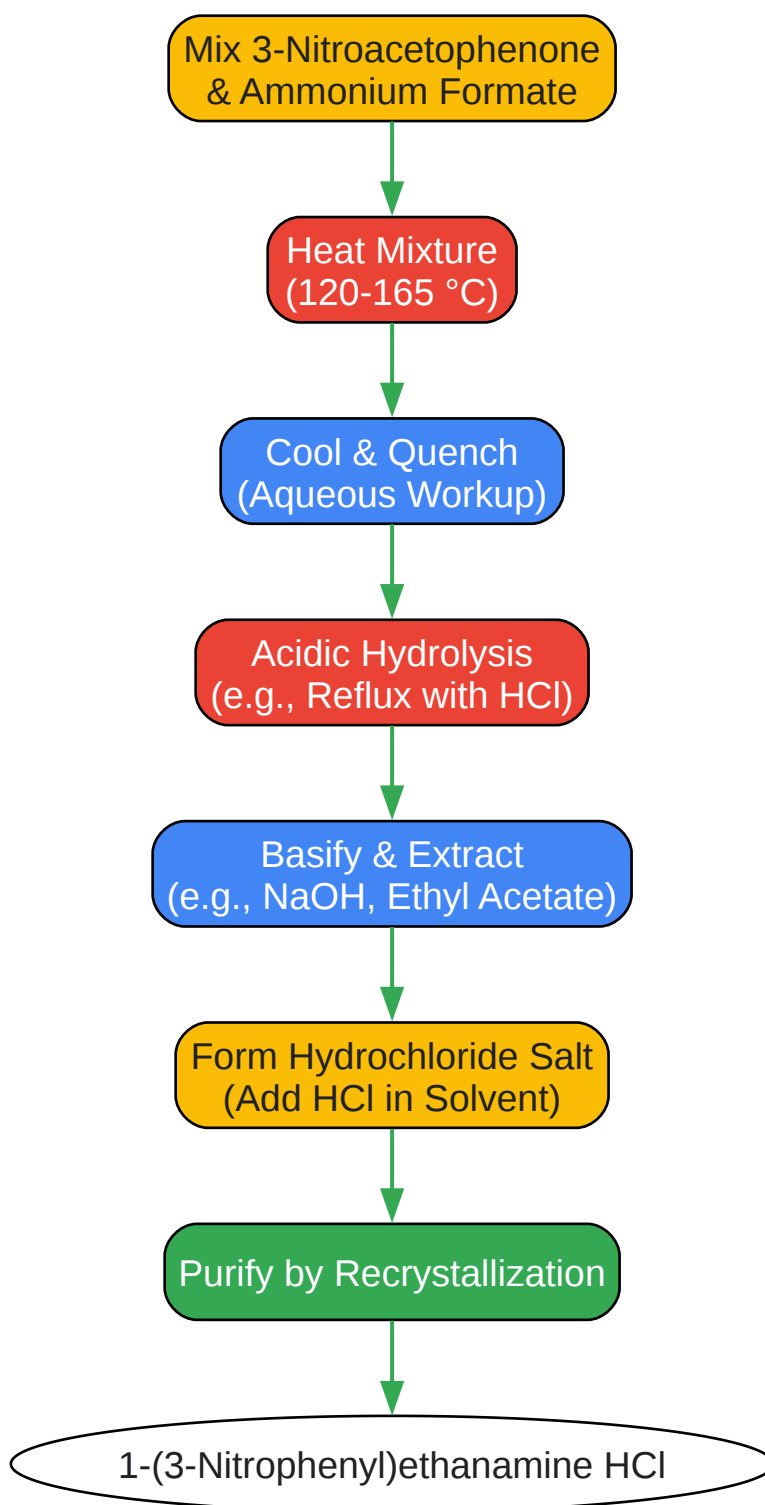 Mix 3-Nitroacetophenone
& Ammonium Formate
Heat Mixture
(120-165 °C)
Cool & Quench
(Aqueous Workup)
Acidic Hydrolysis
(e.g., Reflux with HCl)
Basify & Extract
(e.g., NaOH, Ethyl Acetate)
Form Hydrochloride Salt
(Add HCl in Solvent)
Purify by Recrystallization
1-(3-Nitrophenyl)ethanamine HCl